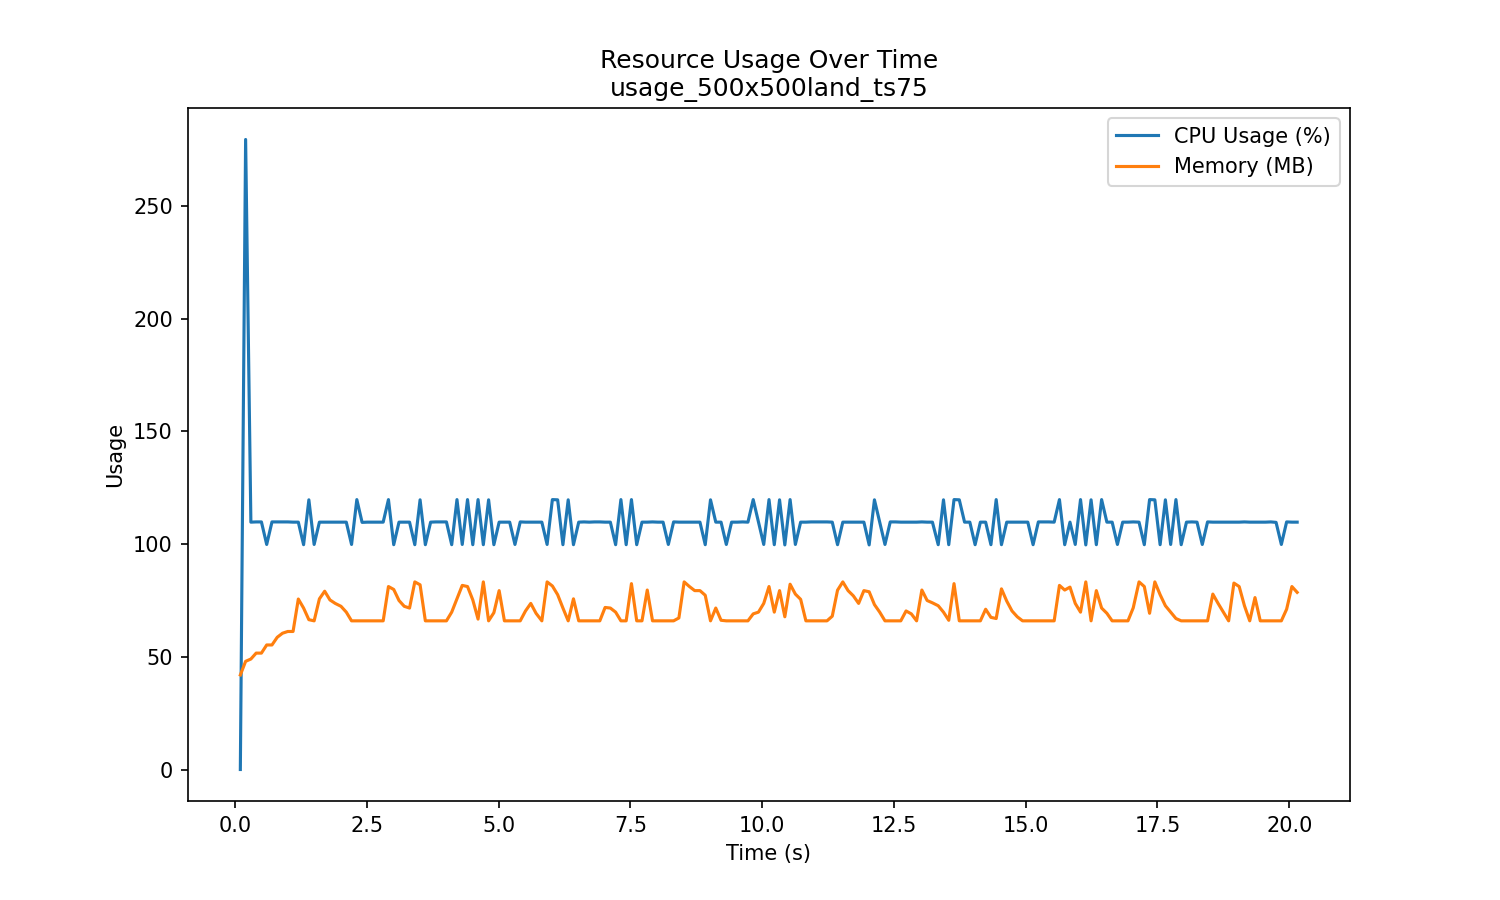 Resource Usage Over Time
usage_500x500land_ts75
CPU Usage (%)
Memory (MB)
250
200
150
100
50
0
Usage
0.0 2.5 5.0 7.5 10.0 12.5 15.0 17.5 20.0
Time (s)